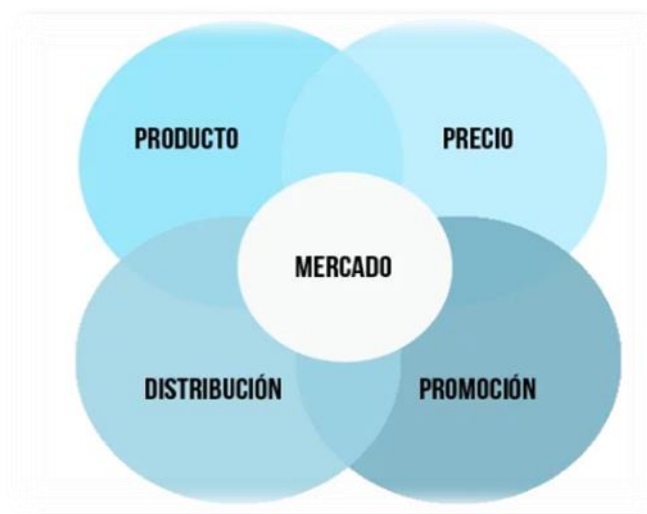 PRODUCTO
PRECIO
MERCADO
DISTRIBUCIÓN
PROMOCIÓN